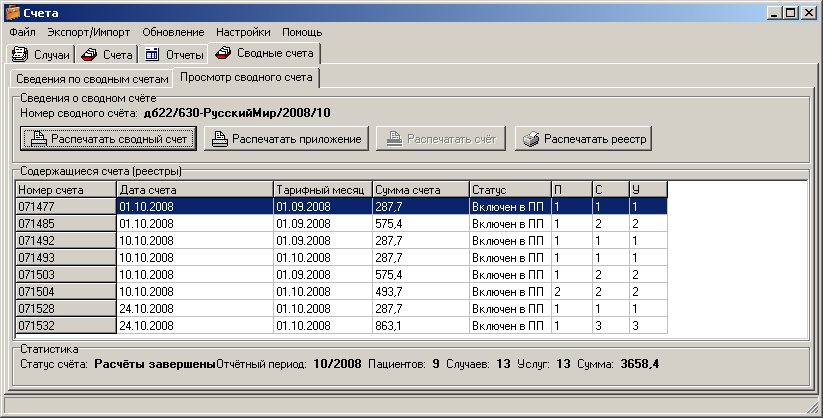 Счета
Файл Экспорт/Импорт Обновление Настройки Помощь
Случаи Счета Отчеты Сводные счета
Сведения по сводным счетам Просмотр сводного счета
Сведения о сводном счёте
Номер сводного счёта: дб22/630-РусскийМир/2008/10
Распечатать сводный счет Распечатать приложение Распечатать счёт Распечатать реестр
Содержащиеся счета (реестры)
Номер счета Дата счета Тарифный месяц Сумма счета Статус П С У
071477 01.10.2008 01.09.2008 287,7 Включен в ПП 1 1 1
071485 01.10.2008 01.09.2008 575,4 Включен в ПП 1 2 2
071492 10.10.2008 01.09.2008 287,7 Включен в ПП 1 1 1
071493 10.10.2008 01.10.2008 287,7 Включен в ПП 1 1 1
071503 10.10.2008 01.09.2008 575,4 Включен в ПП 1 2 2
071504 10.10.2008 01.10.2008 493,7 Включен в ПП 2 2 2
071528 24.10.2008 01.10.2008 287,7 Включен в ПП 1 1 1
071532 24.10.2008 01.10.2008 863,1 Включен в ПП 1 3 3
Статистика
Статус счёта: Расчёты завершены Отчётный период: 10/2008 Пациентов: 9 Случаев: 13 Услуг: 13 Сумма: 3658,4